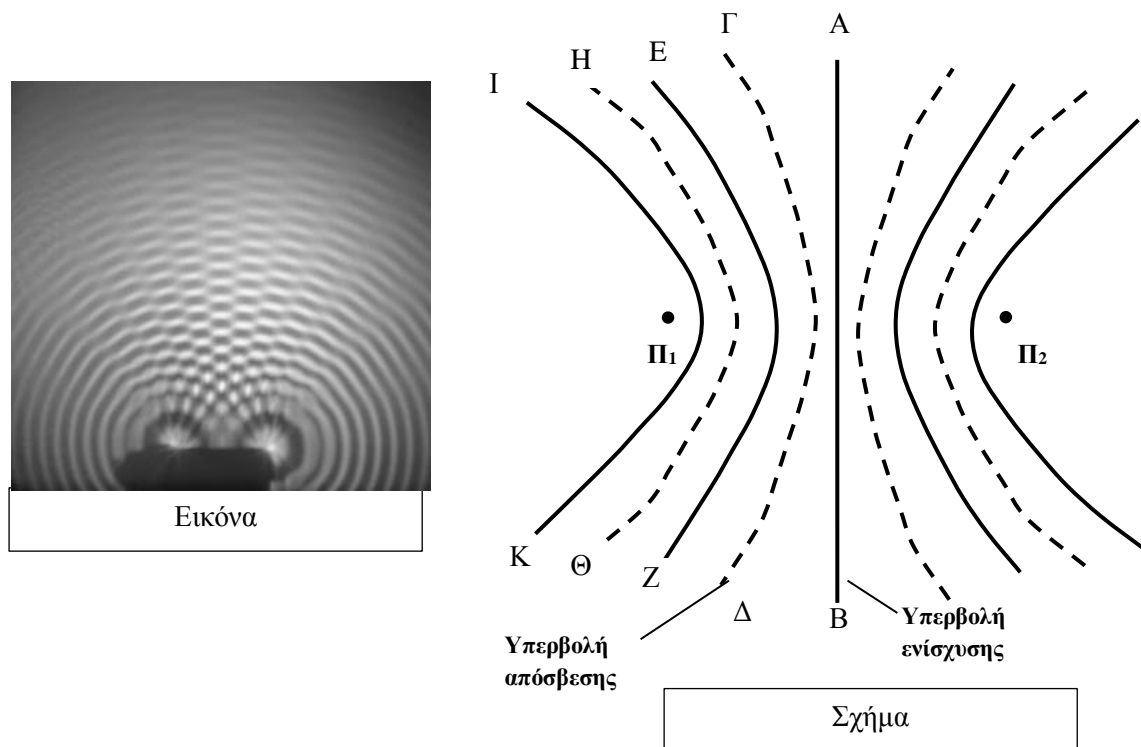 Γ
Α
Η
Ε
Ι
Π₁
Π₂
Κ
Θ
Ζ
Δ
Β
Υπερβολή
απόσβεσης
Υπερβολή
ενίσχυσης
Εικόνα
Σχήμα